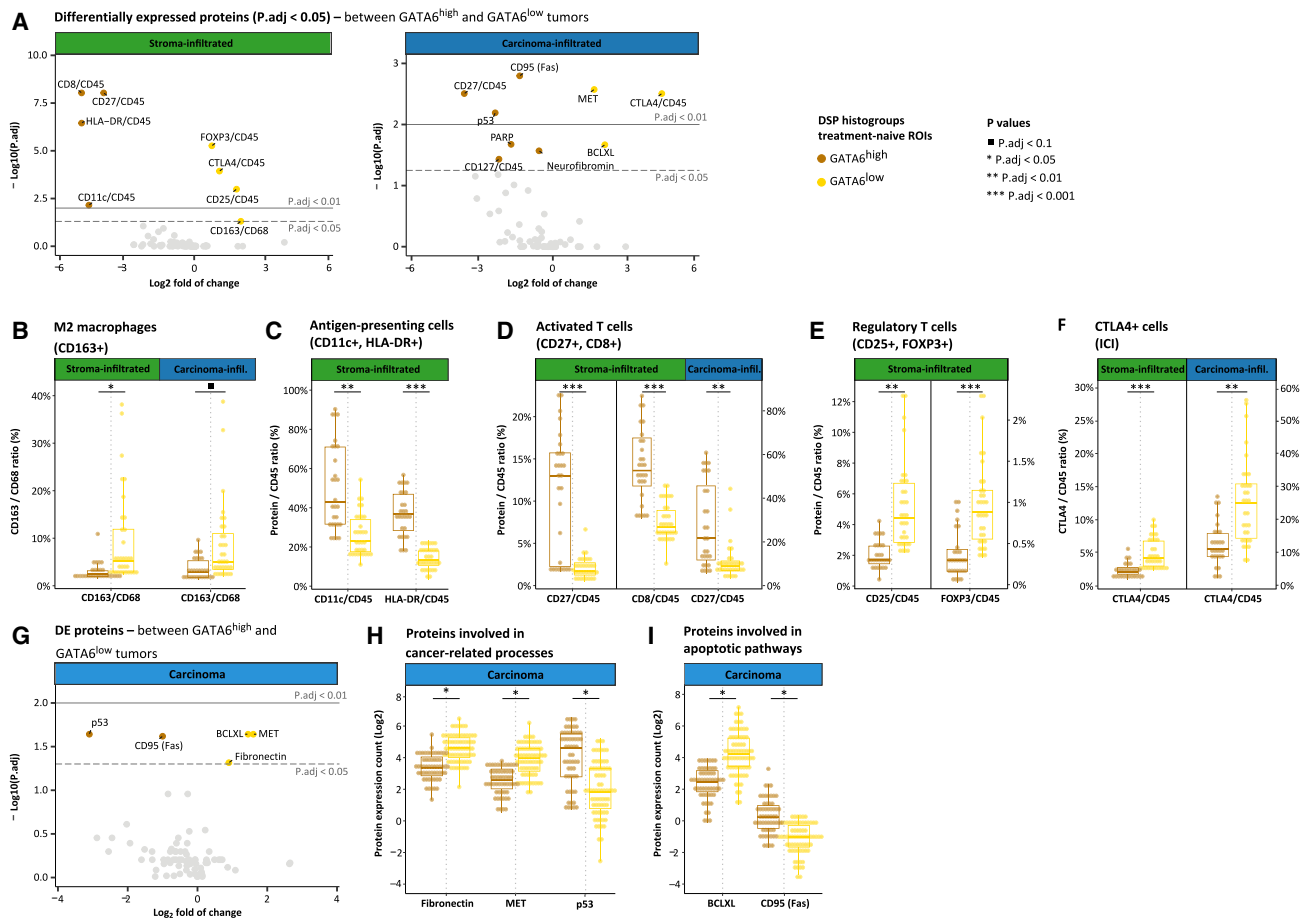 A
Differentially expressed proteins (P.adj < 0.05) – between GATA6high and GATA6low tumors
Stroma-infiltrated
10.0
7.5
5.0
2.5
0.0
− Log10(P.adj)
CD8/CD45
CD27/CD45
HLA−DR/CD45
FOXP3/CD45
CTLA4/CD45
CD11c/CD45
CD25/CD45
P.adj < 0.01
CD163/CD68
P.adj < 0.05
−6
−3
0
3
6
Log2 fold of change
Carcinoma-infiltrated
3
2
1
0
− Log10(P.adj)
CD95 (Fas)
CD27/CD45
MET
CTLA4/CD45
p53
P.adj < 0.01
PARP
BCLXL
CD127/CD45
Neurofibromin
P.adj < 0.05
−6
−3
0
3
6
Log2 fold of change
DSP histogroups
treatment-naive ROIs
GATA6high
GATA6low
P values
■ P.adj < 0.1
* P.adj < 0.05
** P.adj < 0.01
*** P.adj < 0.001
B
M2 macrophages
(CD163+)
Stroma-infiltrated
Carcinoma-infil.
*
■
40%
30%
20%
10%
0%
CD163 / CD68 ratio (%)
CD163/CD68
CD163/CD68
C
Antigen-presenting cells
(CD11c+, HLA-DR+)
Stroma-infiltrated
**
***
100%
80%
60%
40%
20%
0%
Protein / CD45 ratio (%)
CD11c/CD45
HLA-DR/CD45
D
Activated T cells
(CD27+, CD8+)
Stroma-infiltrated
Carcinoma-infil.
***
***
**
20%
15%
10%
5%
0%
Protein / CD45 ratio (%)
80%
60%
40%
20%
0%
CD27/CD45
CD8/CD45
CD27/CD45
E
Regulatory T cells
(CD25+, FOXP3+)
Stroma-infiltrated
**
***
12%
10%
8%
6%
4%
2%
0%
Protein / CD45 ratio (%)
2%
1.5%
1%
0.5%
0%
CD25/CD45
FOXP3/CD45
F
CTLA4+ cells
(ICI)
Stroma-infiltrated
Carcinoma-infil.
***
**
30%
25%
20%
15%
10%
5%
0%
CTLA4 / CD45 ratio (%)
60%
50%
40%
30%
20%
10%
0%
CTLA4/CD45
CTLA4/CD45
G
DE proteins – between GATA6high and
GATA6low tumors
Carcinoma
P.adj < 0.01
2.0
1.5
1.0
0.5
0.0
− Log10(P.adj)
p53
CD95 (Fas)
BCLXL
MET
Fibronectin
P.adj < 0.05
−4
−2
0
2
4
Log2 fold of change
H
Proteins involved in
cancer-related processes
Carcinoma
*
*
*
8
6
4
2
0
−2
−4
Protein expression count (Log2)
Fibronectin
MET
p53
I
Proteins involved in
apoptotic pathways
Carcinoma
*
*
8
6
4
2
0
−2
−4
Protein expression count (Log2)
BCLXL
CD95 (Fas)